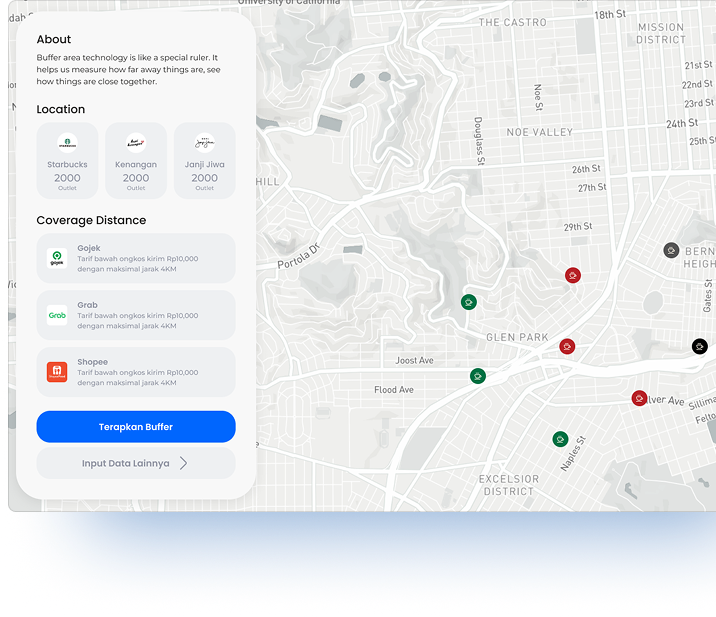 About
Buffer area technology is like a special ruler. It
helps us measure how far away things are, see
how things are close together.
Location
Starbucks
2000
Outlet
Kenangan
2000
Outlet
Janji Jiwa
2000
Outlet
Coverage Distance
gojek
Gojek
Tarif bawah ongkos kirim Rp10,000
dengan maksimal jarak 4KM
Grab
Grab
Tarif bawah ongkos kirim Rp10,000
dengan maksimal jarak 4KM
Shopee
Tarif bawah ongkos kirim Rp10,000
dengan maksimal jarak 4KM
Terapkan Buffer
Input Data Lainnya
University of California
THE CASTRO
18th St
MISSION
DISTRICT
21st St
22nd St
23rd St
24th St
25th St
Noe St
Douglass St
NOE VALLEY
26th St
27th St
29th St
HILL
Portola Dr
BERN
HEIGH
Gates St
GLEN PARK
Joost Ave
Flood Ave
lver Ave
Sillima
Felto
Naples St
EXCELSIOR
DISTRICT